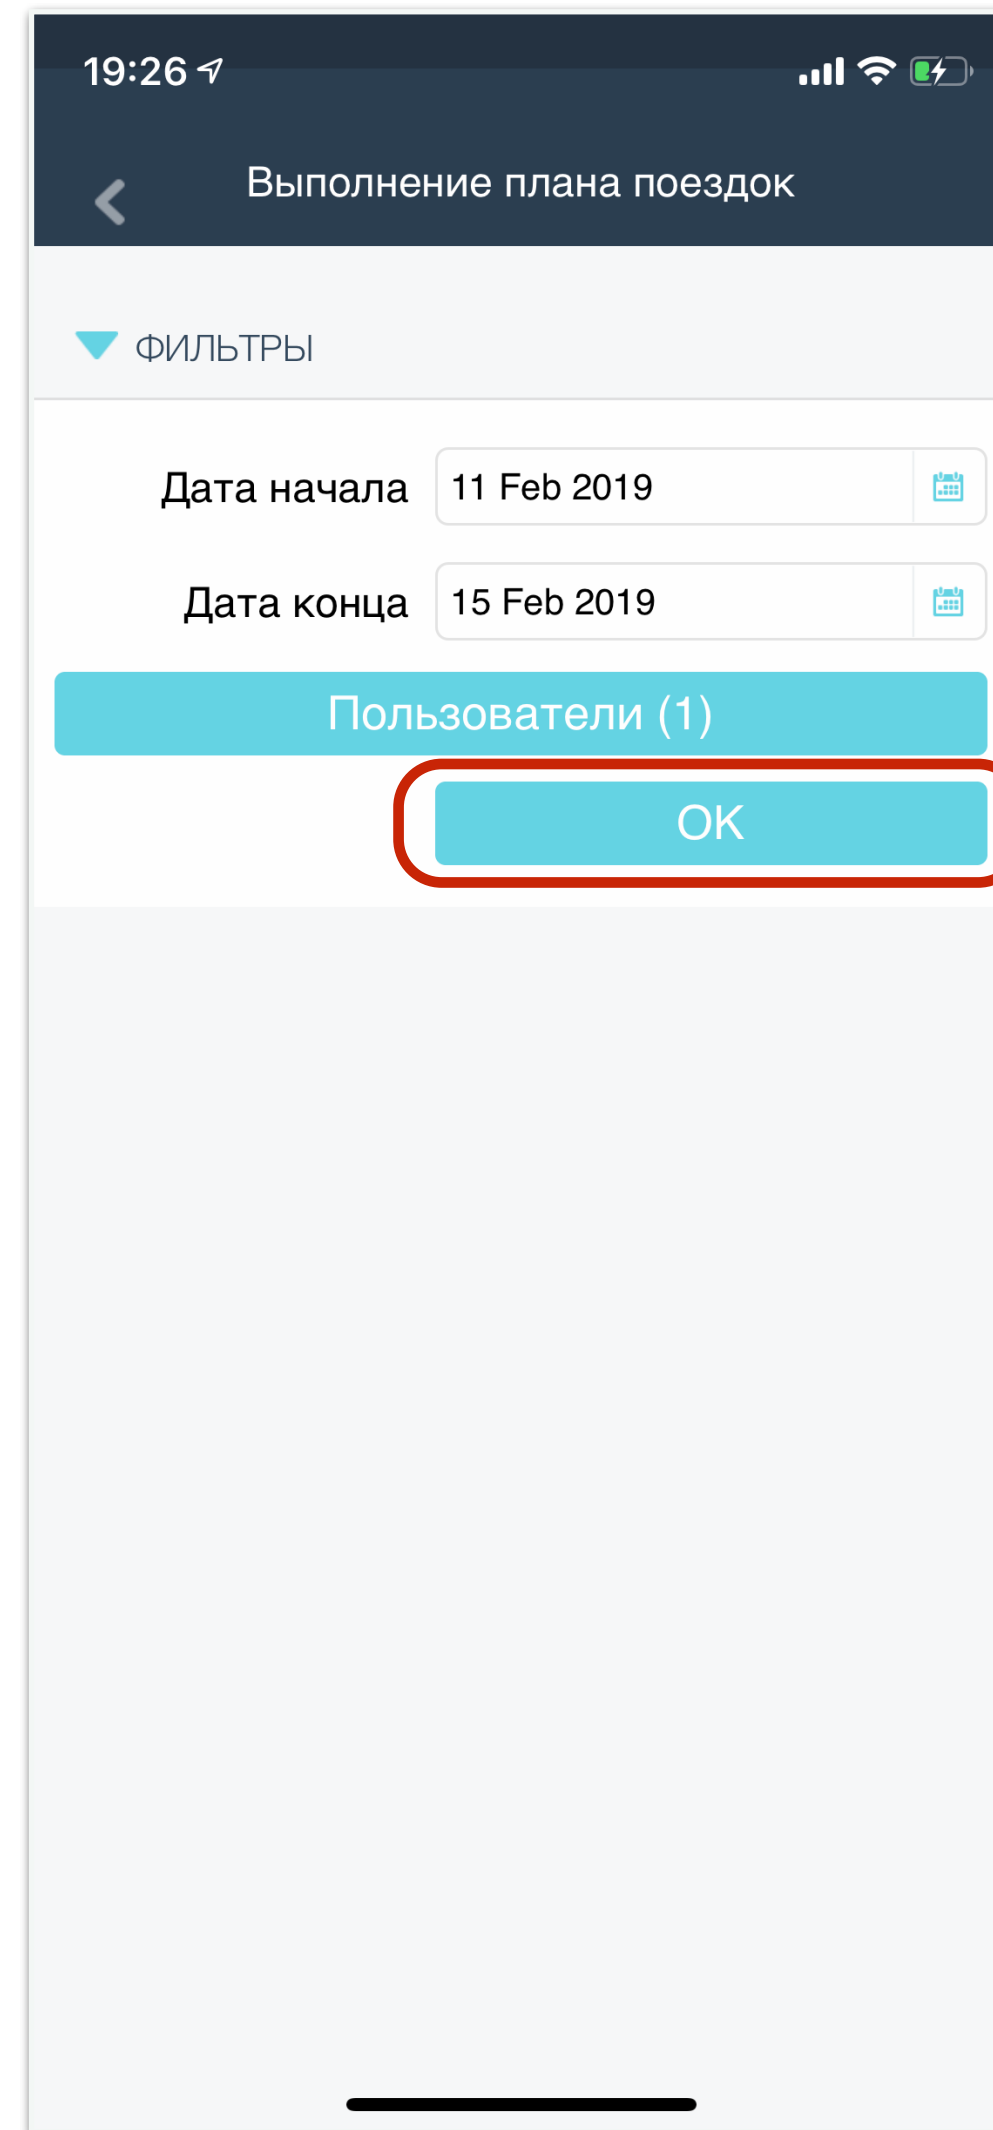 19:26
Выполнение плана поездок
ФИЛЬТРЫ
Дата начала 11 Feb 2019
Дата конца 15 Feb 2019
Пользователи (1)
OK